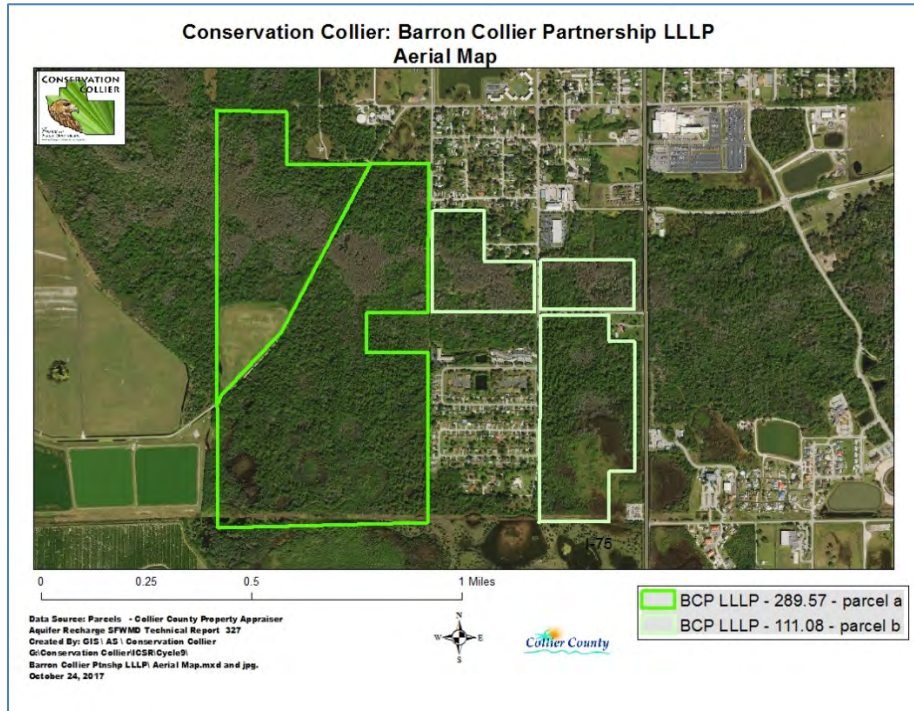 Conservation Collier: Barron Collier Partnership LLLP
Aerial Map
CONSERVATION
COLLIER
I-75
0 0.25 0.5 1 Miles
BCP LLLP - 289.57 - parcel a
BCP LLLP - 111.08 - parcel b
Data Source: Parcels - Collier County Property Appraiser
Aquifer Recharge SFWMD Technical Report 327
Created By: GIS \ AS \ Conservation Collier
G:\Conservation Collier\ICSR\Cycle9\
Barron Collier Ptnshp LLLP\ Aerial Map.mxd and jpg.
October 24, 2017
N
W E
S
Collier County